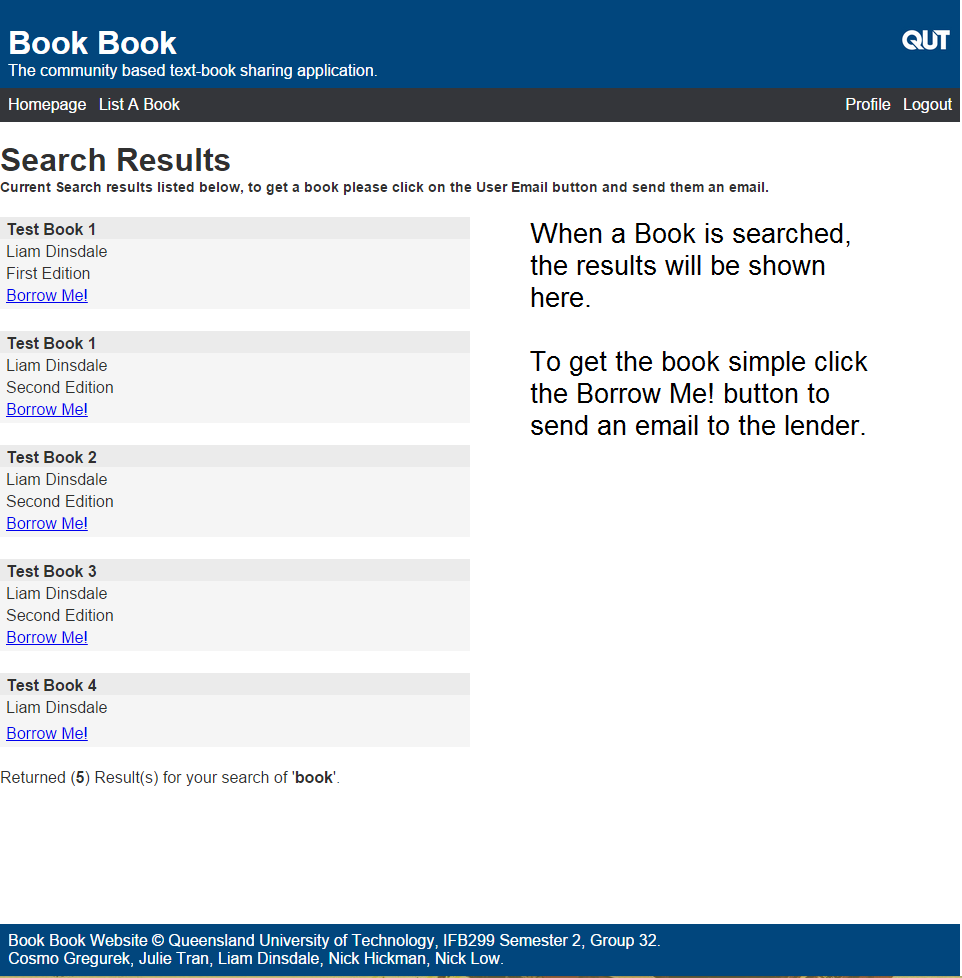 Book Book
QUT
The community based text-book sharing application.
Homepage List A Book Profile Logout
Search Results
Current Search results listed below, to get a book please click on the User Email button and send them an email.
Test Book 1
Liam Dinsdale
First Edition
Borrow Me!
Test Book 1
Liam Dinsdale
Second Edition
Borrow Me!
Test Book 2
Liam Dinsdale
Second Edition
Borrow Me!
Test Book 3
Liam Dinsdale
Second Edition
Borrow Me!
Test Book 4
Liam Dinsdale
Borrow Me!
Returned (5) Result(s) for your search of 'book'.
When a Book is searched,
the results will be shown
here.
To get the book simple click
the Borrow Me! button to
send an email to the lender.
Book Book Website © Queensland University of Technology, IFB299 Semester 2, Group 32.
Cosmo Gregurek, Julie Tran, Liam Dinsdale, Nick Hickman, Nick Low.